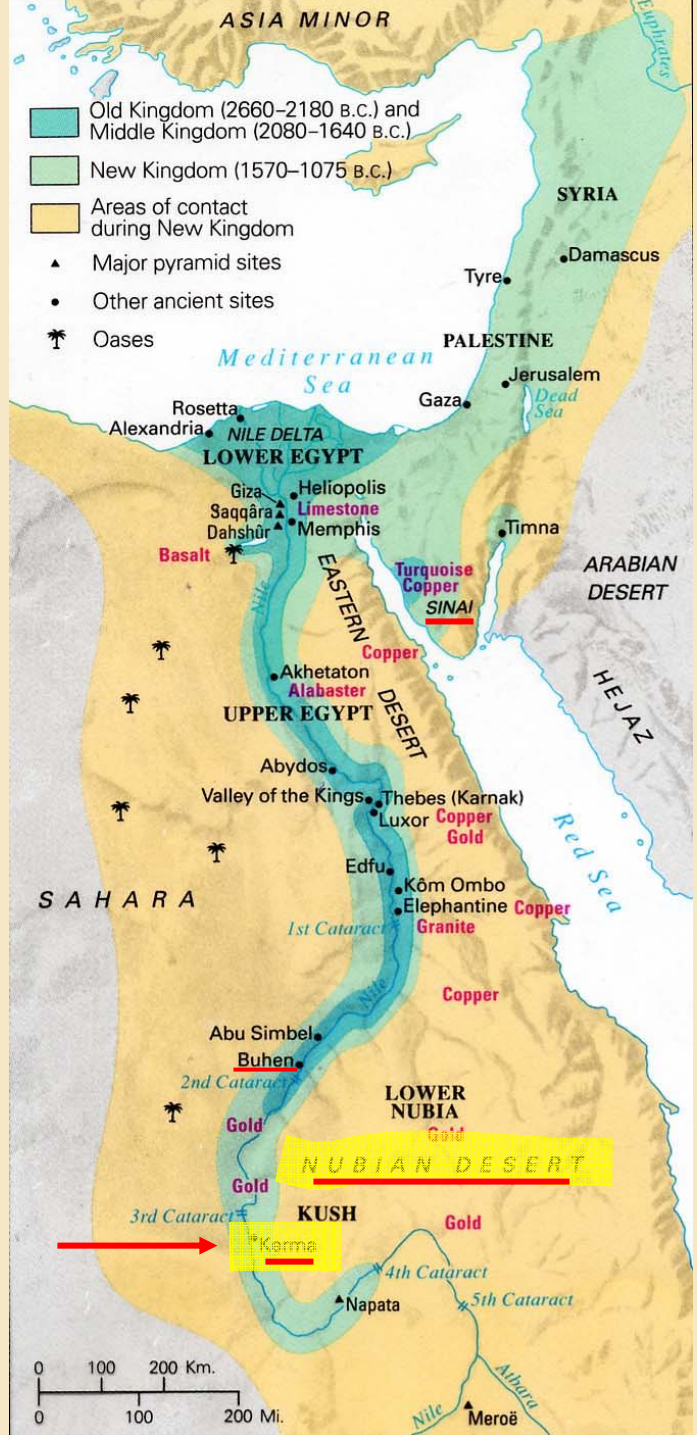 ASIA MINOR
Euphrates
Old Kingdom (2660–2180 B.C.) and
Middle Kingdom (2080–1640 B.C.)
New Kingdom (1570–1075 B.C.)
Areas of contact
during New Kingdom
Major pyramid sites
Other ancient sites
Oases
SYRIA
Damascus
Tyre
PALESTINE
Mediterranean
Sea
Jerusalem
Dead
Sea
Gaza
Rosetta
Alexandria
NILE DELTA
LOWER EGYPT
Giza
Heliopolis
Saqqâra
Limestone
Dahshûr
Memphis
Timna
Basalt
Nile
EASTERN
DESERT
Turquoise
Copper
SINAI
ARABIAN
DESERT
Copper
HEJAZ
Akhetaton
Alabaster
UPPER EGYPT
Abydos
Valley of the Kings
Thebes (Karnak)
Luxor
Copper
Gold
Red Sea
Edfu
Kôm Ombo
SAHARA
Elephantine
Copper
1st Cataract
Granite
Nile
Copper
Abu Simbel
Buhen
2nd Cataract
LOWER
NUBIA
Gold
Gold
NUBIAN DESERT
Gold
3rd Cataract
KUSH
Gold
Kerma
4th Cataract
Napata
5th Cataract
0 100 200 Km.
0 100 200 Mi.
Nile
Atbara
Meroë